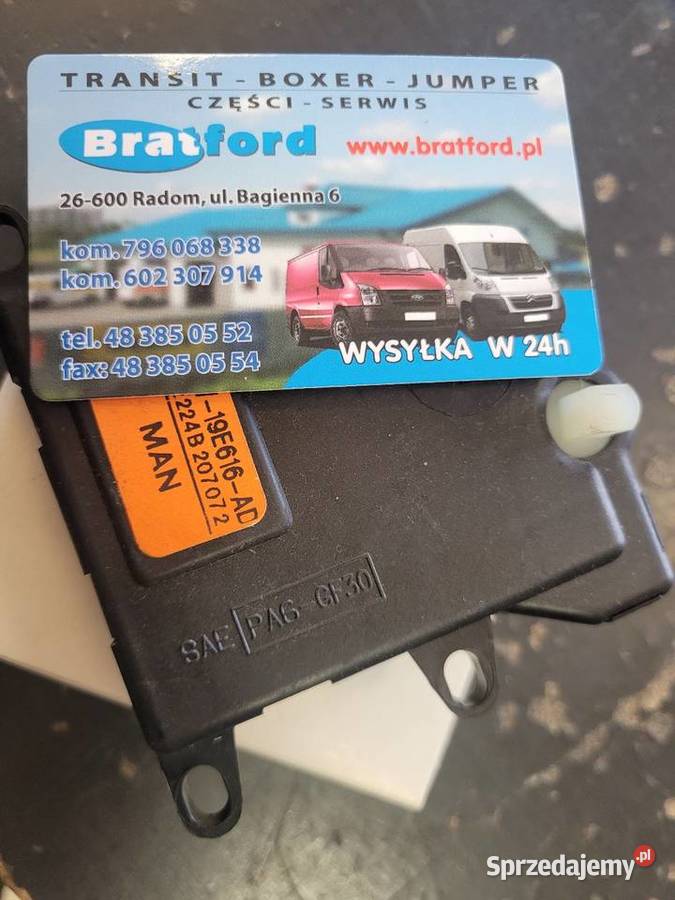 TRANSIT - BOXER - JUMPER
CZĘŚCI - SERWIS
Bratford www.bratford.pl
26-600 Radom, ul. Bagienna 6
kom. 796 068 338
kom. 602 307 914
tel. 48 385 05 52
fax: 48 385 05 54
WYSYŁKA W 24h
-19E616-AD
224B 207072
MAN
SAE PA6-GF30
Sprzedajemy.pl